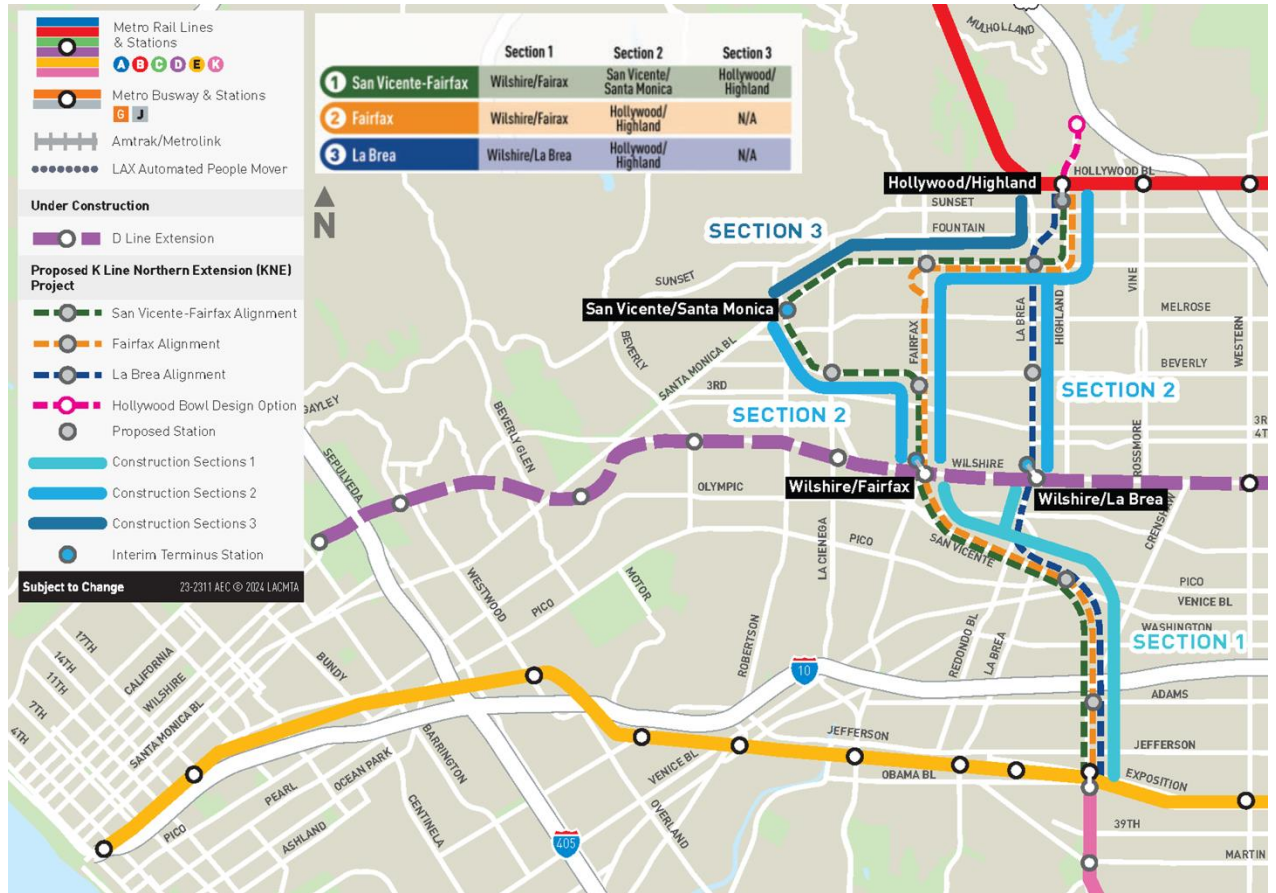 Metro Rail Lines
& Stations
A B C D E K
Metro Busway & Stations
G J
Amtrak/Metrolink
LAX Automated People Mover
Under Construction
D Line Extension
Proposed K Line Northern Extension (KNE)
Project
San Vicente-Fairfax Alignment
Fairfax Alignment
La Brea Alignment
Hollywood Bowl Design Option
Proposed Station
Construction Sections 1
Construction Sections 2
Construction Sections 3
Interim Terminus Station
Subject to Change 23-2311 AEC © 2024 LACMTA
Section 1 Section 2 Section 3
1 San Vicente-Fairfax Wilshire/Fairax San Vicente/
Santa Monica Hollywood/
Highland
2 Fairfax Wilshire/Fairax Hollywood/
Highland N/A
3 La Brea Wilshire/La Brea Hollywood/
Highland N/A
N
MULHOLLAND
HOLLYWOOD BL
Hollywood/Highland
SUNSET
FOUNTAIN
SECTION 3
SUNSET
San Vicente/Santa Monica
VINE
MELROSE
BEVERLY
SANTA MONICA BL
FAIRFAX
LA BREA
HIGHLAND
WESTERN
BEVERLY
3RD
SECTION 2
SECTION 2
GAYLEY
BEVERLY GLEN
SEPULVEDA
ROSSMORE
3R
4T
WILSHIRE
Wilshire/Fairfax
Wilshire/La Brea
OLYMPIC
CRENSHAW
PICO
SAN VICENTE
LA CIENEGA
WESTWOOD
PICO
MOTOR
PICO
VENICE BL
WASHINGTON
SECTION 1
ROBERTSON
REDONDO BL
LA BREA
10
ADAMS
17TH
14TH
11TH
7TH
4TH
CALIFORNIA
WILSHIRE
SANTA MONICA BL
BUNDY
BARRINGTON
JEFFERSON
JEFFERSON
VENICE BL
OBAMA BL
EXPOSITION
PICO
PEARL
OCEAN PARK
ASHLAND
CENTINELA
OVERLAND
405
39TH
MARTIN